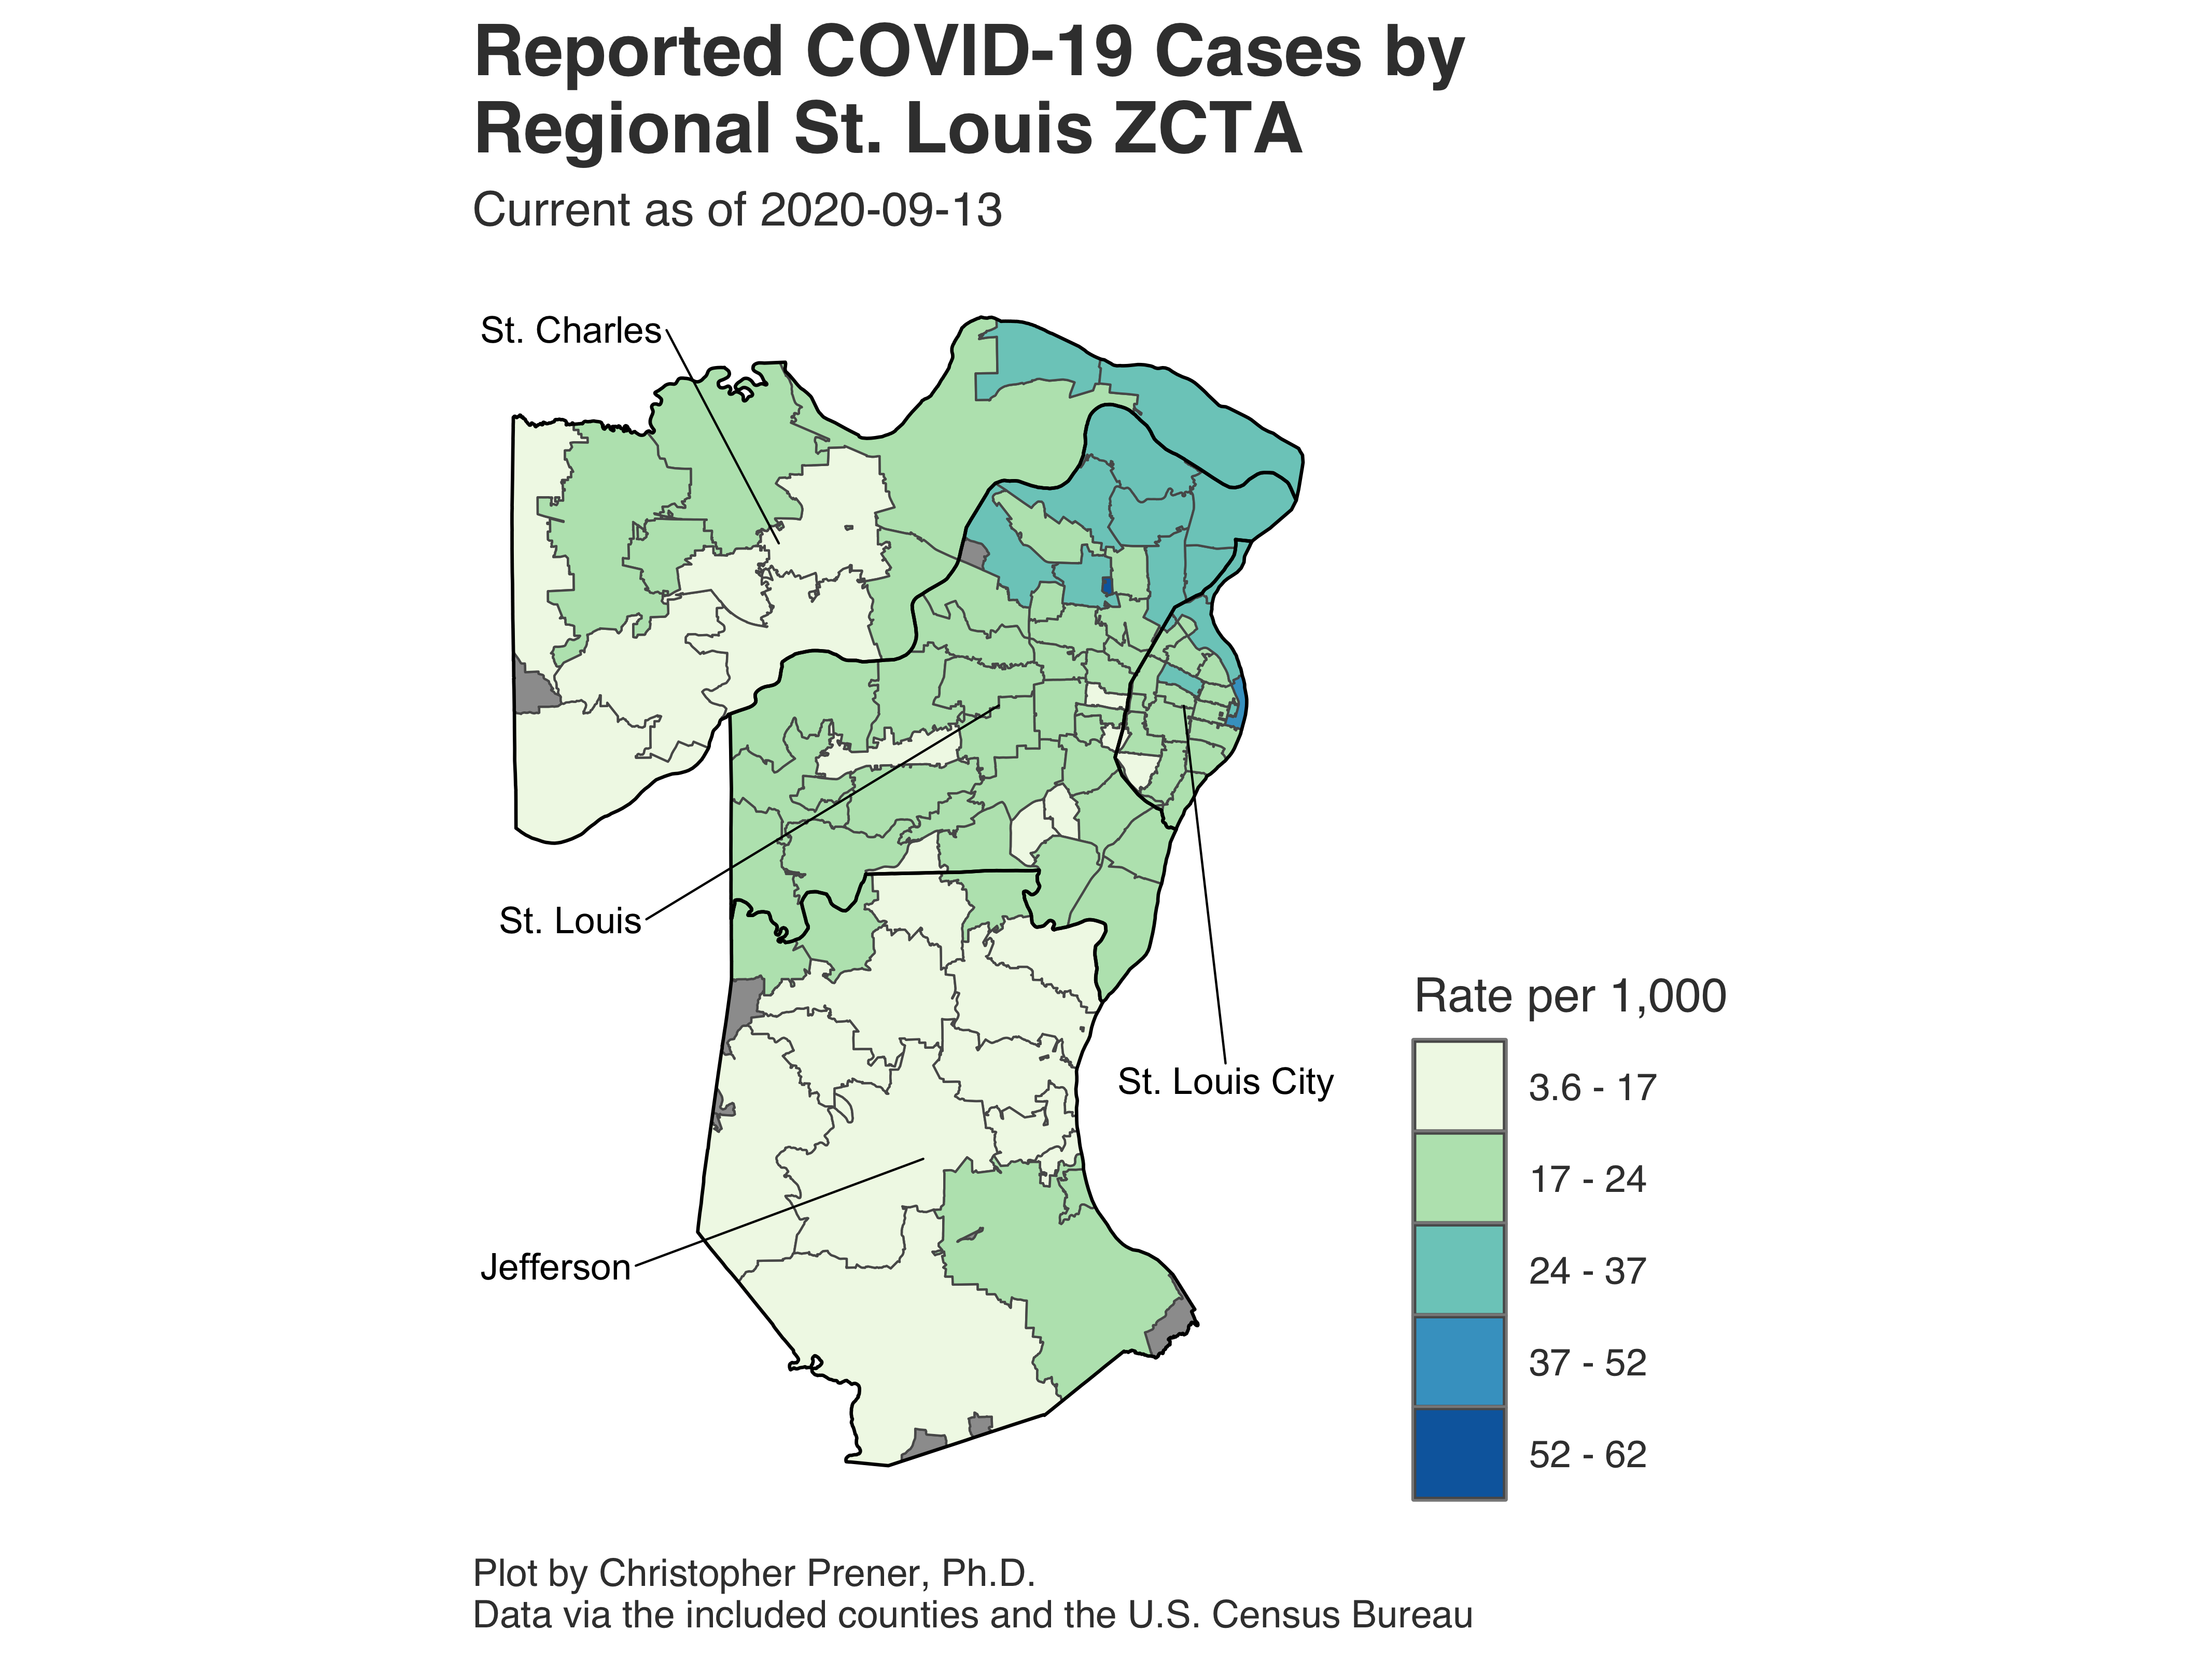 Reported COVID-19 Cases by
Regional St. Louis ZCTA
Current as of 2020-09-13
St. Charles
St. Louis
St. Louis City
Jefferson
Rate per 1,000
3.6 - 17
17 - 24
24 - 37
37 - 52
52 - 62
Plot by Christopher Prener, Ph.D.
Data via the included counties and the U.S. Census Bureau